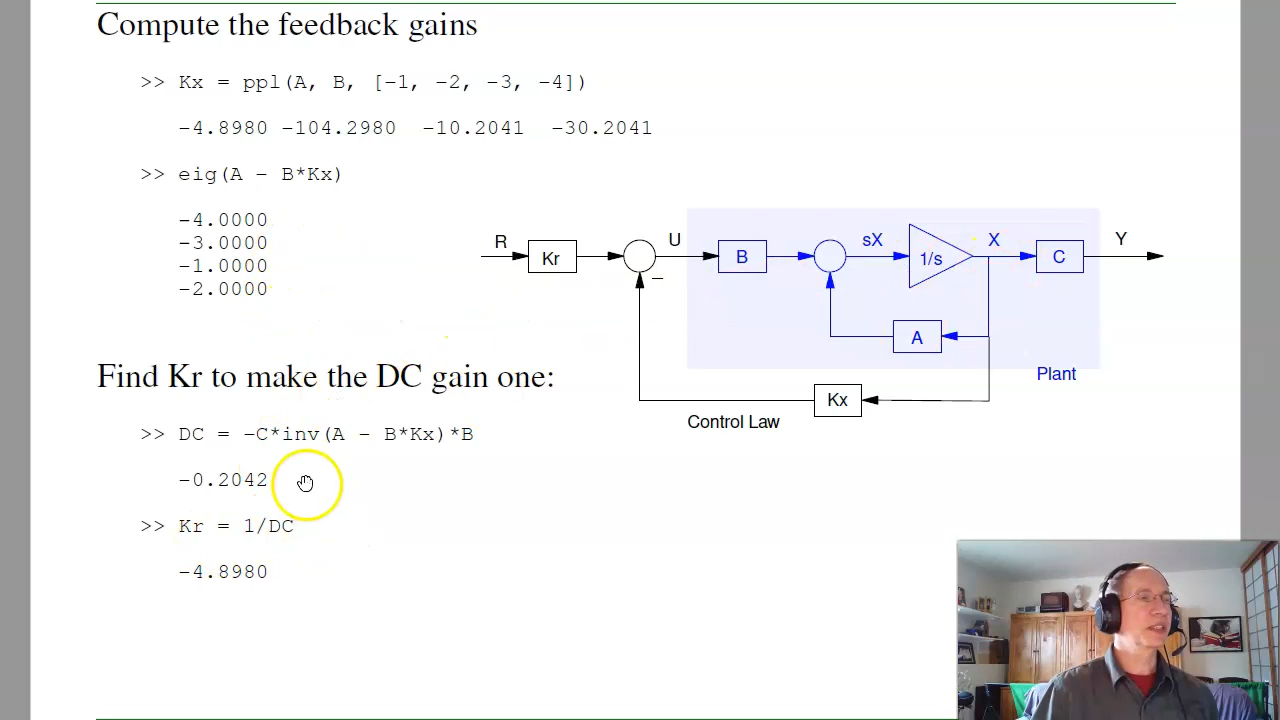 Compute the feedback gains
>> Kx = ppl(A, B, [-1, -2, -3, -4])
-4.8980 -104.2980 -10.2041 -30.2041
>> eig(A - B*Kx)
-4.0000
-3.0000
-1.0000
-2.0000
R
Kr
−
U
B
sX
1/s
X
C
Y
A
Plant
Kx
Control Law
Find Kr to make the DC gain one:
>> DC = -C*inv(A - B*Kx)*B
-0.2042
>> Kr = 1/DC
-4.8980